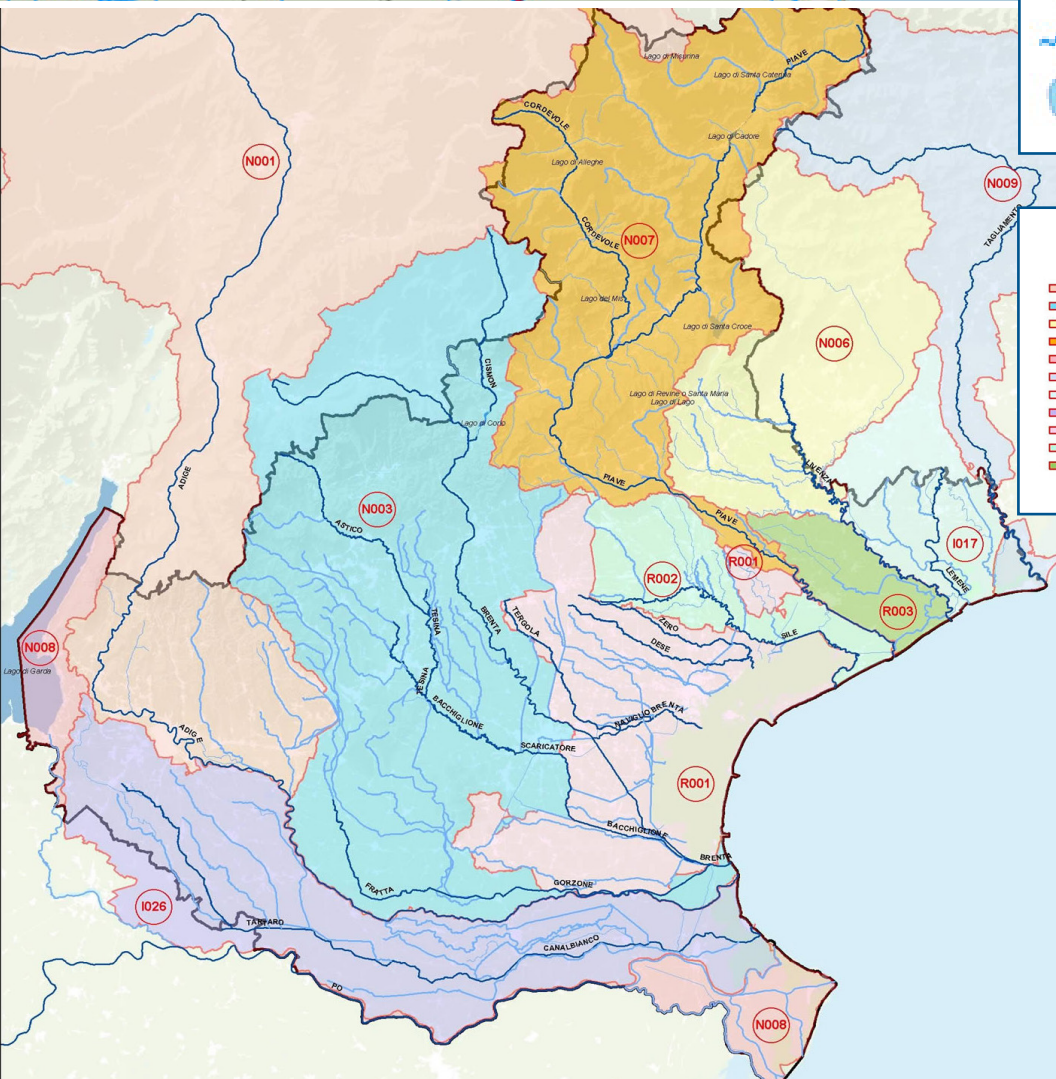 Lago di Misurina
PIAVE
Lago di Santa Caterina
CORDEVOLE
Lago di Cadore
N001
Lago di Alleghe
N009
TAGLIAMENTO
CORDEVOLE
N007
Lago del Mis
Lago di Santa Croce
N006
CISMON
Lago di Revine o Santa Maria
Lago di Lago
Lago di Corlo
ADIGE
LIVENZA
PIAVE
N003
PIAVE
ASTICO
I017
R001
R002
LEMENE
R003
TESINA
BRENTA
TERGOLA
ZERO
SILE
DESE
N008
Lago di Garda
TESINA
BACCHIGLIONE
NAVIGLIO BRENTA
ADIGE
SCARICATORE
R001
BACCHIGLIONE
BRENTA
GORZONE
FRATTA
I026
TARTARO
CANALBIANCO
PO
N008